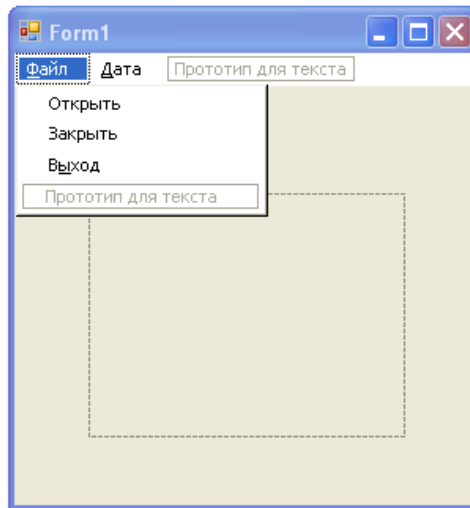 Form1
Файл Дата Прототип для текста
Открыть
Закрыть
Выход
Прототип для текста